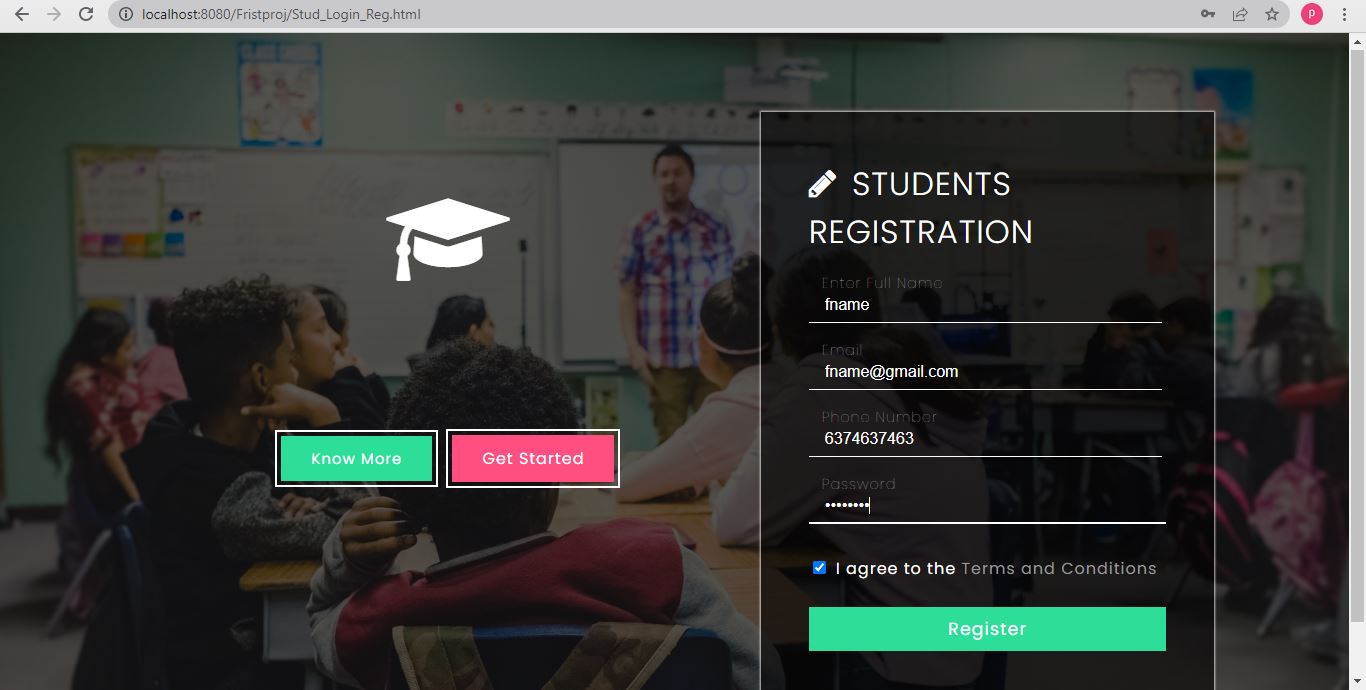 localhost:8080/Fristproj/Stud_Login_Reg.html
P
Know More
Get Started
STUDENTS
REGISTRATION
Enter Full Name
fname
Email
fname@gmail.com
Phone Number
6374637463
Password
••••••••
I agree to the Terms and Conditions
Register